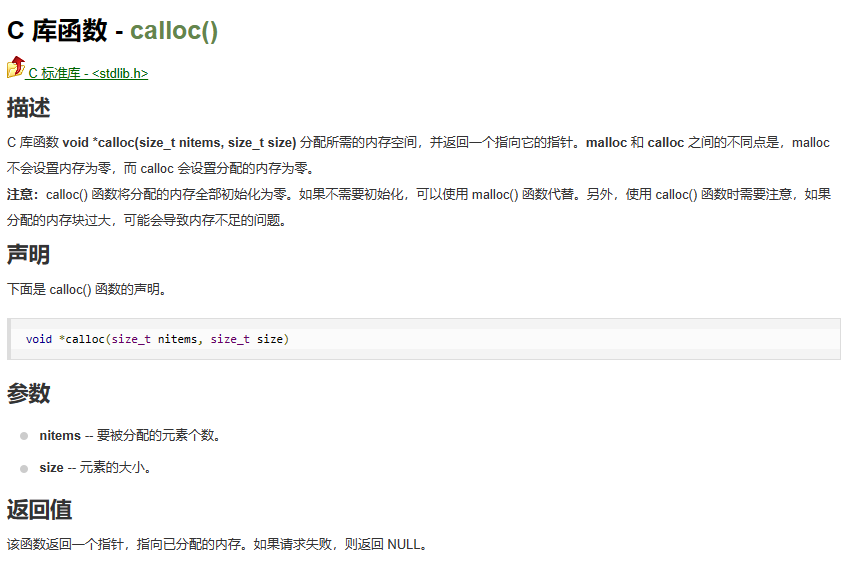 C 库函数 - calloc()
C 标准库 - <stdlib.h>
描述
C 库函数 void *calloc(size_t nitems, size_t size) 分配所需的内存空间，并返回一个指向它的指针。malloc 和 calloc 之间的不同点是，malloc
不会设置内存为零，而 calloc 会设置分配的内存为零。
注意：calloc() 函数将分配的内存全部初始化为零。如果不需要初始化，可以使用 malloc() 函数代替。另外，使用 calloc() 函数时需要注意，如果
分配的内存块过大，可能会导致内存不足的问题。
声明
下面是 calloc() 函数的声明。
void *calloc(size_t nitems, size_t size)
参数
nitems -- 要被分配的元素个数。
size -- 元素的大小。
返回值
该函数返回一个指针，指向已分配的内存。如果请求失败，则返回 NULL。